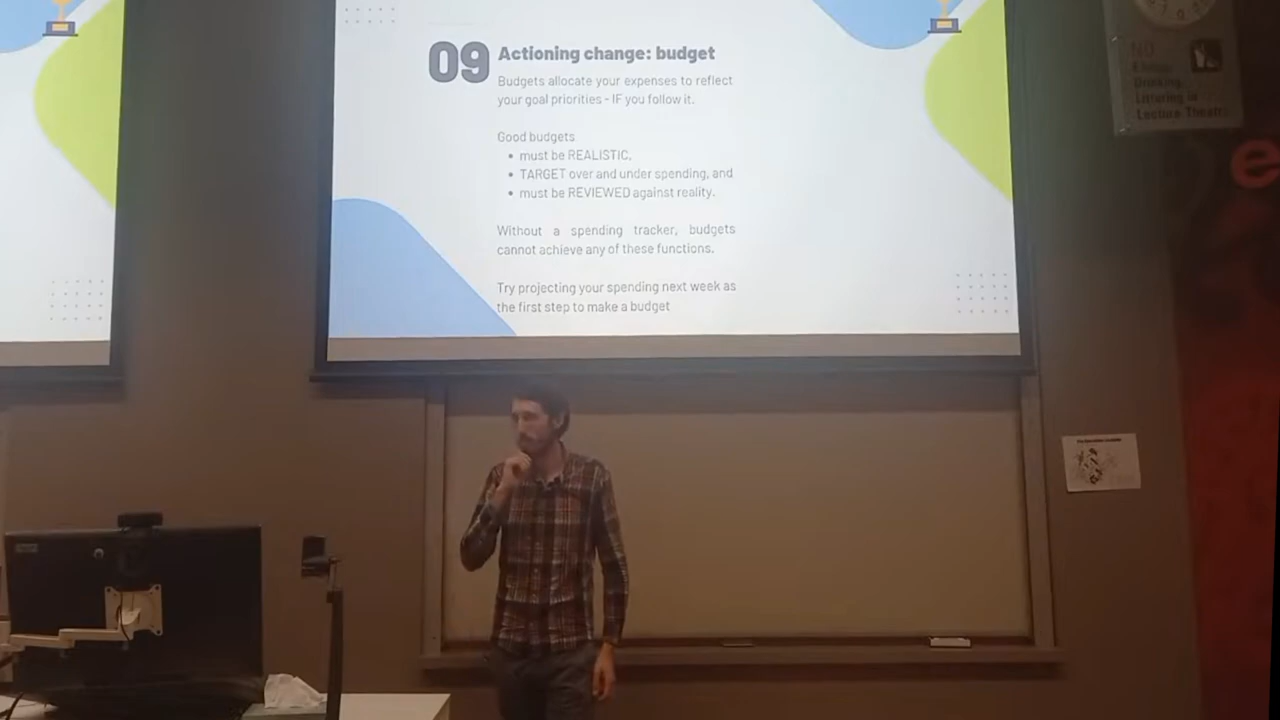 09
Actioning change: budget
Budgets allocate your expenses to reflect
your goal priorities - IF you follow it.
Good budgets
• must be REALISTIC,
• TARGET over and under spending, and
• must be REVIEWED against reality.
Without a spending tracker, budgets
cannot achieve any of these functions.
Try projecting your spending next week as
the first step to make a budget
NO
Drinking,
Littering in
Lecture Theatre
e